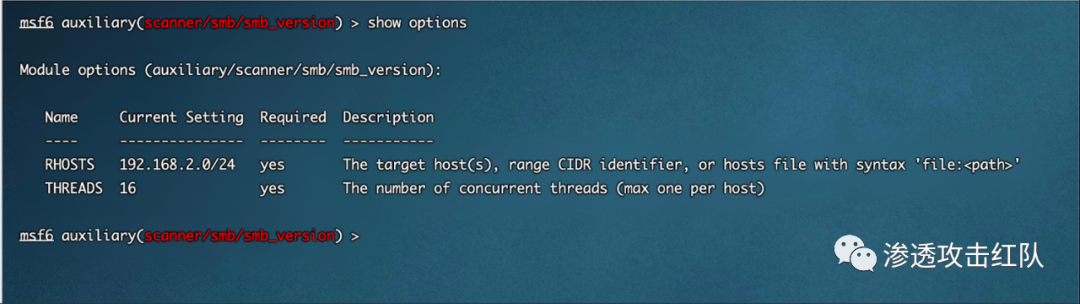 msf6 auxiliary(scanner/smb/smb_version) > show options
Module options (auxiliary/scanner/smb/smb_version):
Name Current Setting Required Description
---- --------------- -------- -----------
RHOSTS 192.168.2.0/24 yes The target host(s), range CIDR identifier, or hosts file with syntax 'file:<path>'
THREADS 16 yes The number of concurrent threads (max one per host)
msf6 auxiliary(scanner/smb/smb_version) >
渗透攻击红队